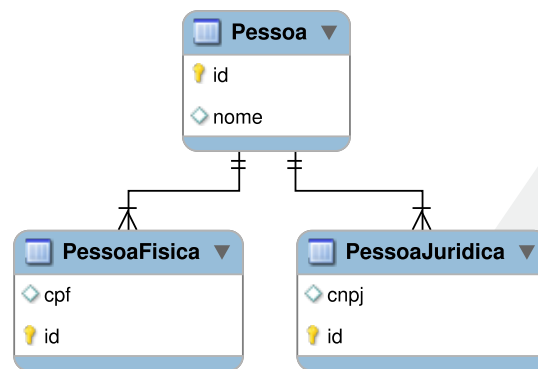 Pessoa
id
nome
PessoaFisica
cpf
id
PessoaJuridica
cnpj
id